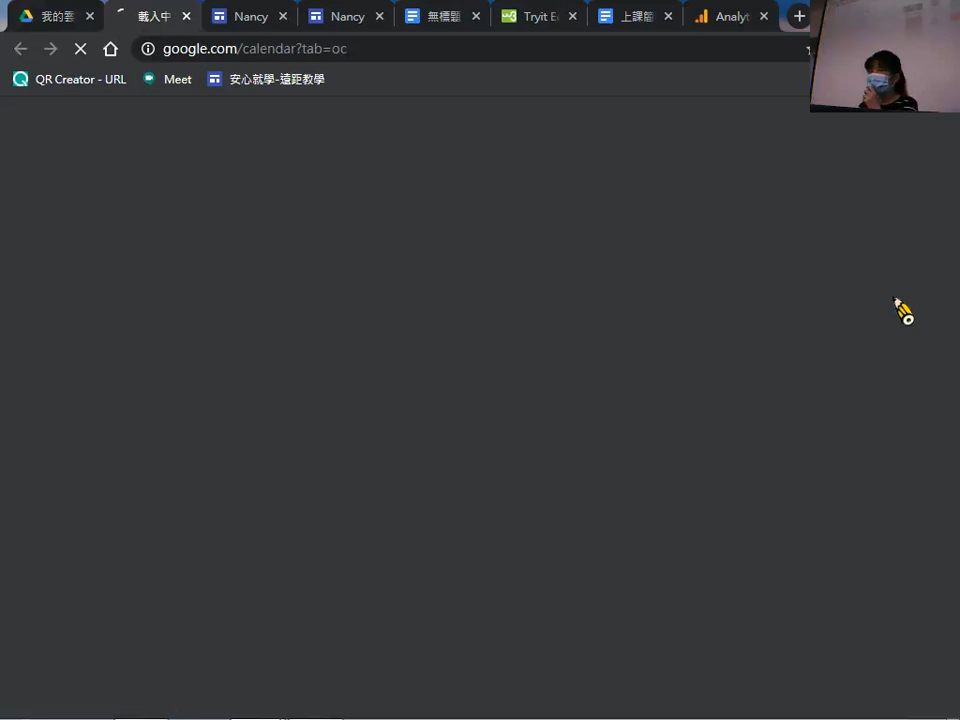 我的雲
載入中
Nancy
Nancy
無標題
Tryit E
上課
Analyt
google.com/calendar?tab=oc
QR Creator - URL
Meet
安心就學-遠距教學